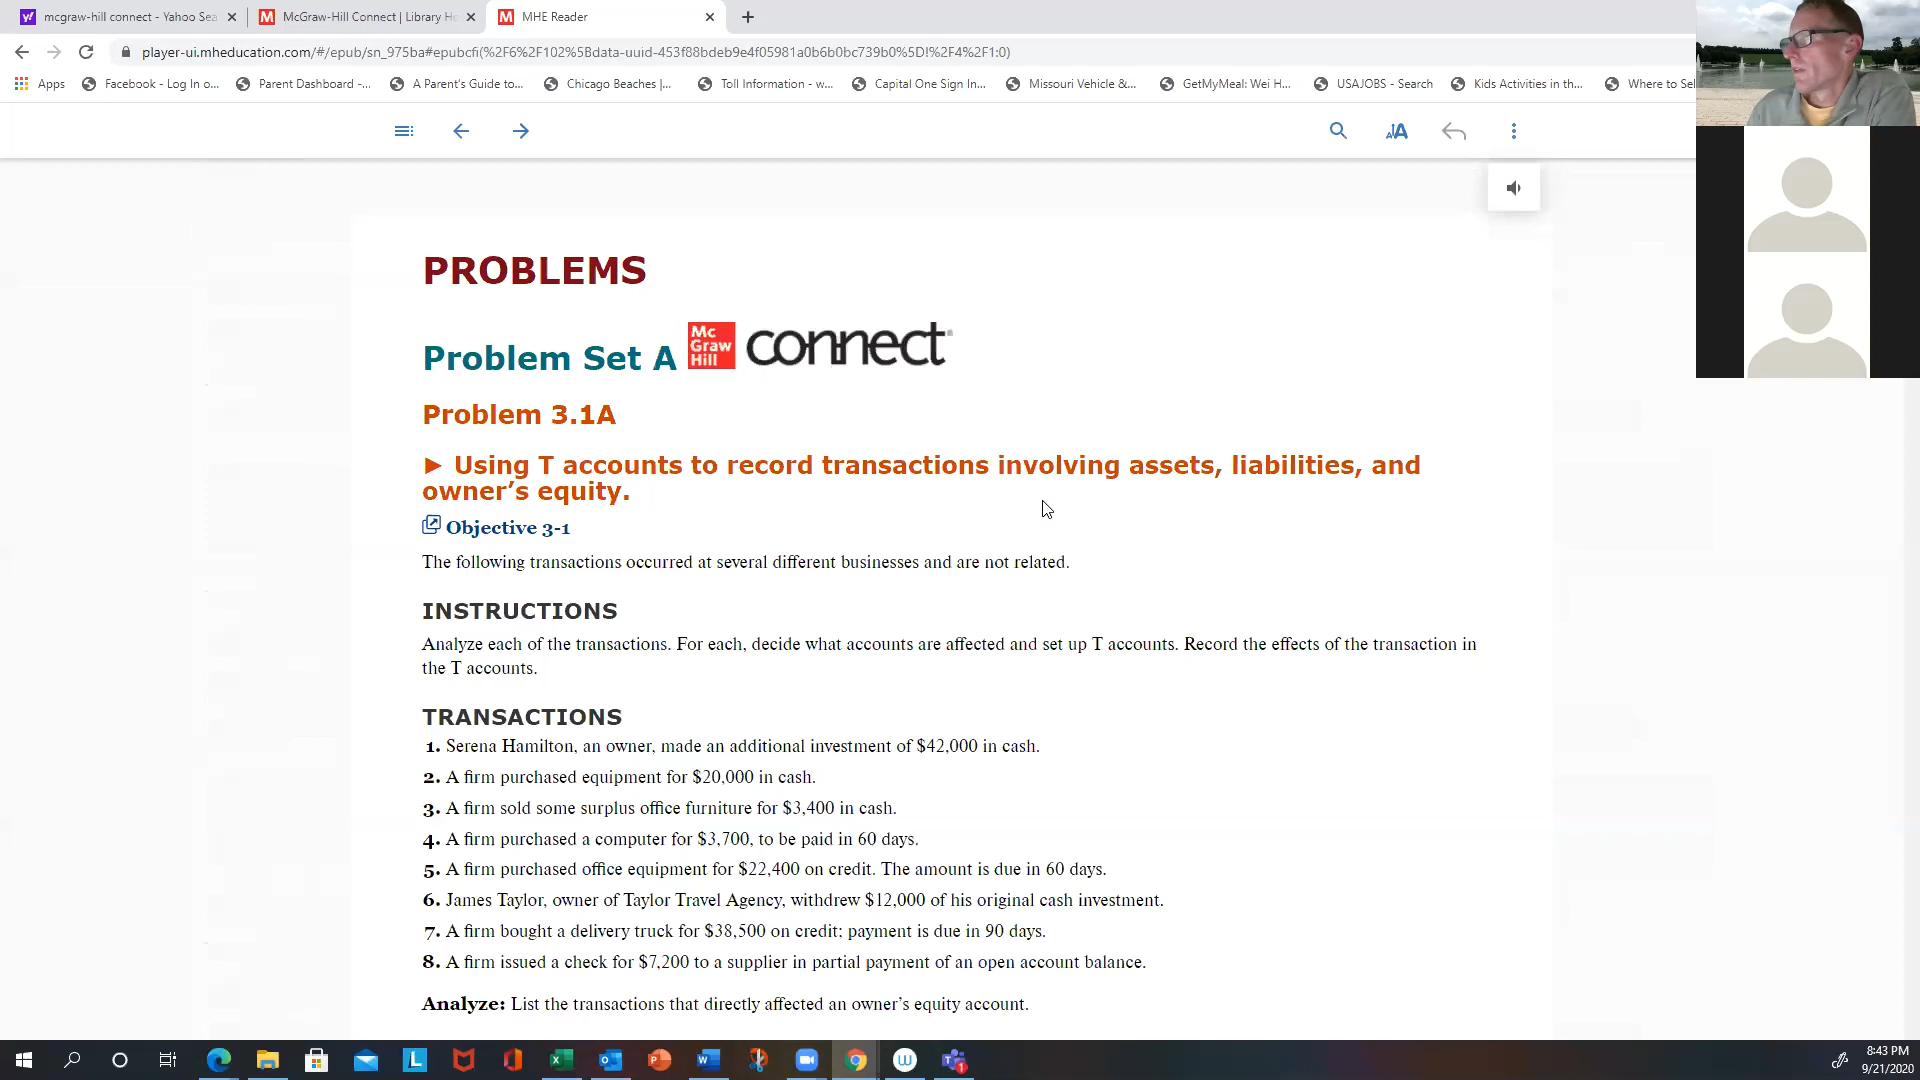 mcgraw-hill connect - Yahoo Sea
McGraw-Hill Connect | Library Ho
MHE Reader
player-ui.mheducation.com/#/epub/sn_975ba#epubcfi(%2F6%2F102%5Bdata-uuid-453f88bdeb9e4f05981a0b6b0bc739b0%5D!%2F4%2F1:0)
Apps
Facebook - Log In o...
Parent Dashboard -...
A Parent's Guide to...
Chicago Beaches |...
Toll Information - w...
Capital One Sign In...
Missouri Vehicle &...
GetMyMeal: Wei H...
USAJOBS - Search
Kids Activities in th...
Where to Sel
PROBLEMS
Problem Set A Mc Graw Hill connect
Problem 3.1A
► Using T accounts to record transactions involving assets, liabilities, and
owner's equity.
Objective 3-1
The following transactions occurred at several different businesses and are not related.
INSTRUCTIONS
Analyze each of the transactions. For each, decide what accounts are affected and set up T accounts. Record the effects of the transaction in
the T accounts.
TRANSACTIONS
1. Serena Hamilton, an owner, made an additional investment of $42,000 in cash.
2. A firm purchased equipment for $20,000 in cash.
3. A firm sold some surplus office furniture for $3,400 in cash.
4. A firm purchased a computer for $3,700, to be paid in 60 days.
5. A firm purchased office equipment for $22,400 on credit. The amount is due in 60 days.
6. James Taylor, owner of Taylor Travel Agency, withdrew $12,000 of his original cash investment.
7. A firm bought a delivery truck for $38,500 on credit; payment is due in 90 days.
8. A firm issued a check for $7,200 to a supplier in partial payment of an open account balance.
Analyze: List the transactions that directly affected an owner's equity account.
8:43 PM
9/21/2020